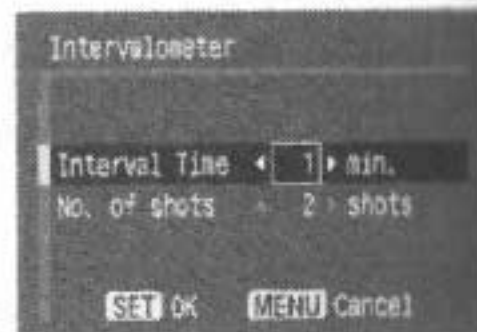 Intervalometer
Interval Time 1 min.
No. of shots 2 shots
SET OK MENU Cancel